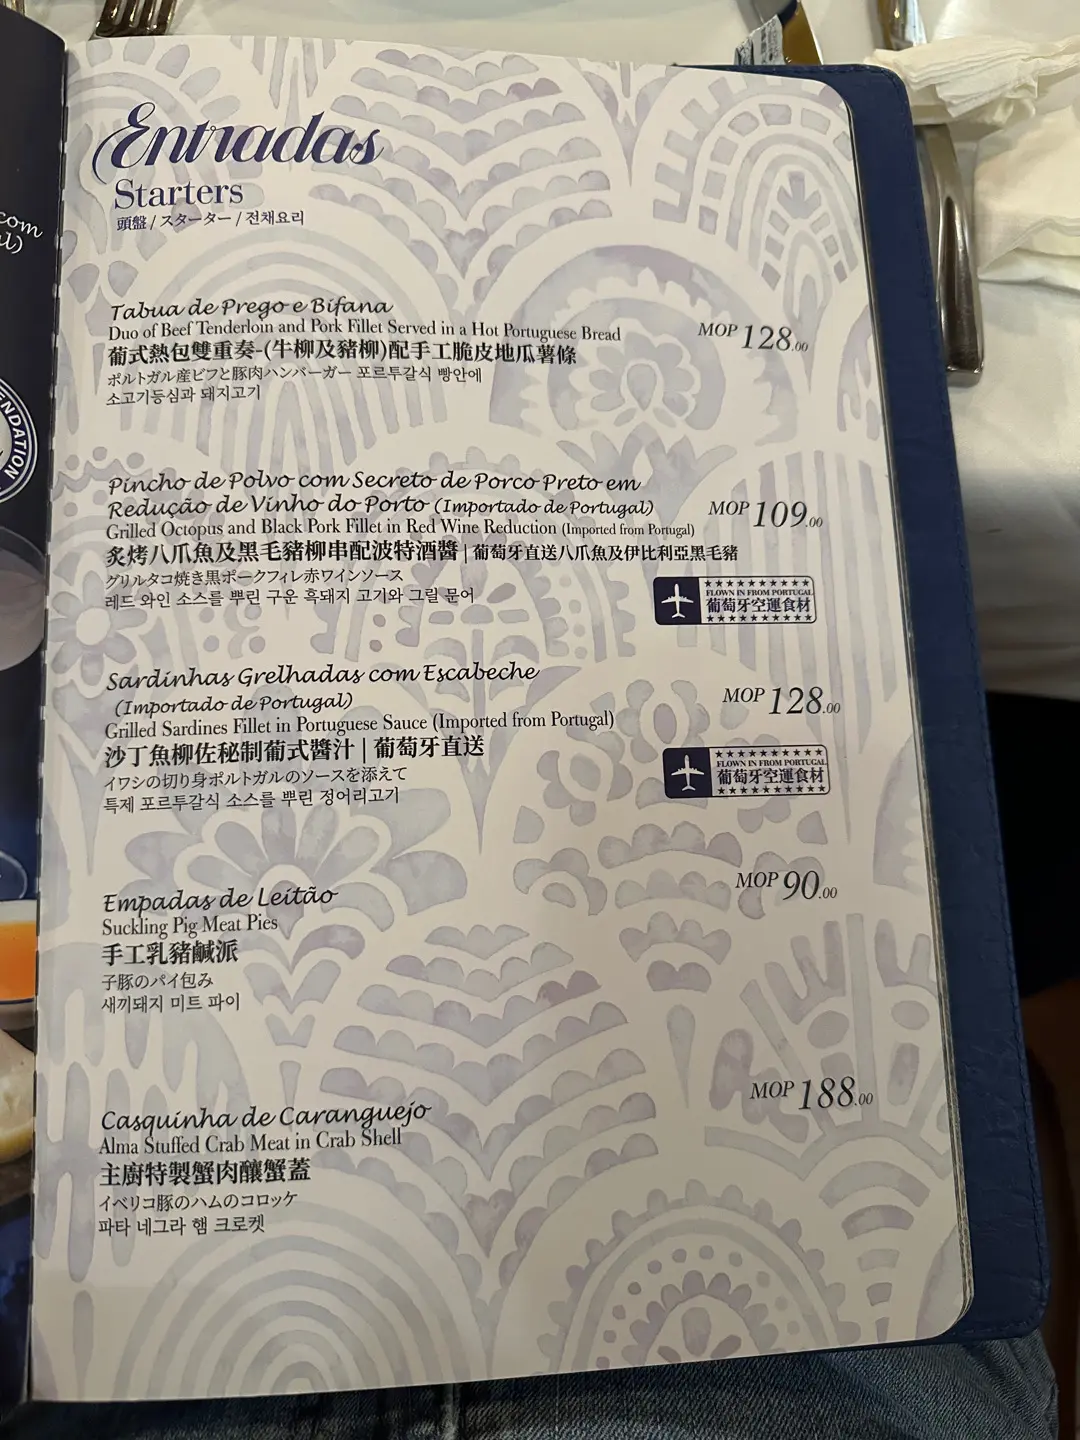 com
al)
ENDATION
Entradas
Starters
頭盤 / スターター / 전채요리
Tabua de Prego e Bifana
Duo of Beef Tenderloin and Pork Fillet Served in a Hot Portuguese Bread
MOP 128.00
葡式熱包雙重奏-(牛柳及豬柳)配手工脆皮地瓜薯條
ポルトガル産ビフと豚肉ハンバーガー 포르투갈식 빵안에
소고기등심과 돼지고기
Pincho de Polvo com Secreto de Porco Preto em
Redução de Vinho do Porto (Importado de Portugal)
MOP 109.00
Grilled Octopus and Black Pork Fillet in Red Wine Reduction (Imported from Portugal)
炙烤八爪魚及黑毛豬柳串配波特酒醬 | 葡萄牙直送八爪魚及伊比利亞黑毛豬
グリルタコ焼き黒ポークフィレ赤ワインソース
레드 와인 소스를 뿌린 구운 흑돼지 고기와 그릴 문어
FLOWN IN FROM PORTUGAL
葡萄牙空運食材
Sardinhas Grelhadas com Escabeche
(Importado de Portugal)
MOP 128.00
Grilled Sardines Fillet in Portuguese Sauce (Imported from Portugal)
沙丁魚柳佐秘制葡式醬汁 | 葡萄牙直送
イワシの切り身ポルトガルのソースを添えて
특제 포르투갈식 소스를 뿌린 정어리고기
FLOWN IN FROM PORTUGAL
葡萄牙空運食材
Empadas de Leitão
MOP 90.00
Suckling Pig Meat Pies
手工乳豬鹹派
子豚のパイ包み
새끼돼지 미트 파이
Casquinha de Caranguejo
MOP 188.00
Alma Stuffed Crab Meat in Crab Shell
主廚特製蟹肉釀蟹蓋
イベリコ豚のハムのコロッケ
파타 네그라 햄 크로켓